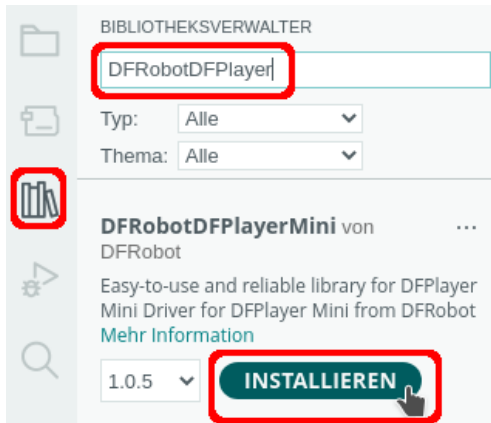 BIBLIOTHEKSVERWALTER
DFRobotDFPlayer
Typ: Alle
Thema: Alle
DFRobotDFPlayerMini von ...
DFRobot
Easy-to-use and reliable library for DFPlayer
Mini Driver for DFPlayer Mini from DFRobot
Mehr Information
1.0.5 INSTALLIEREN